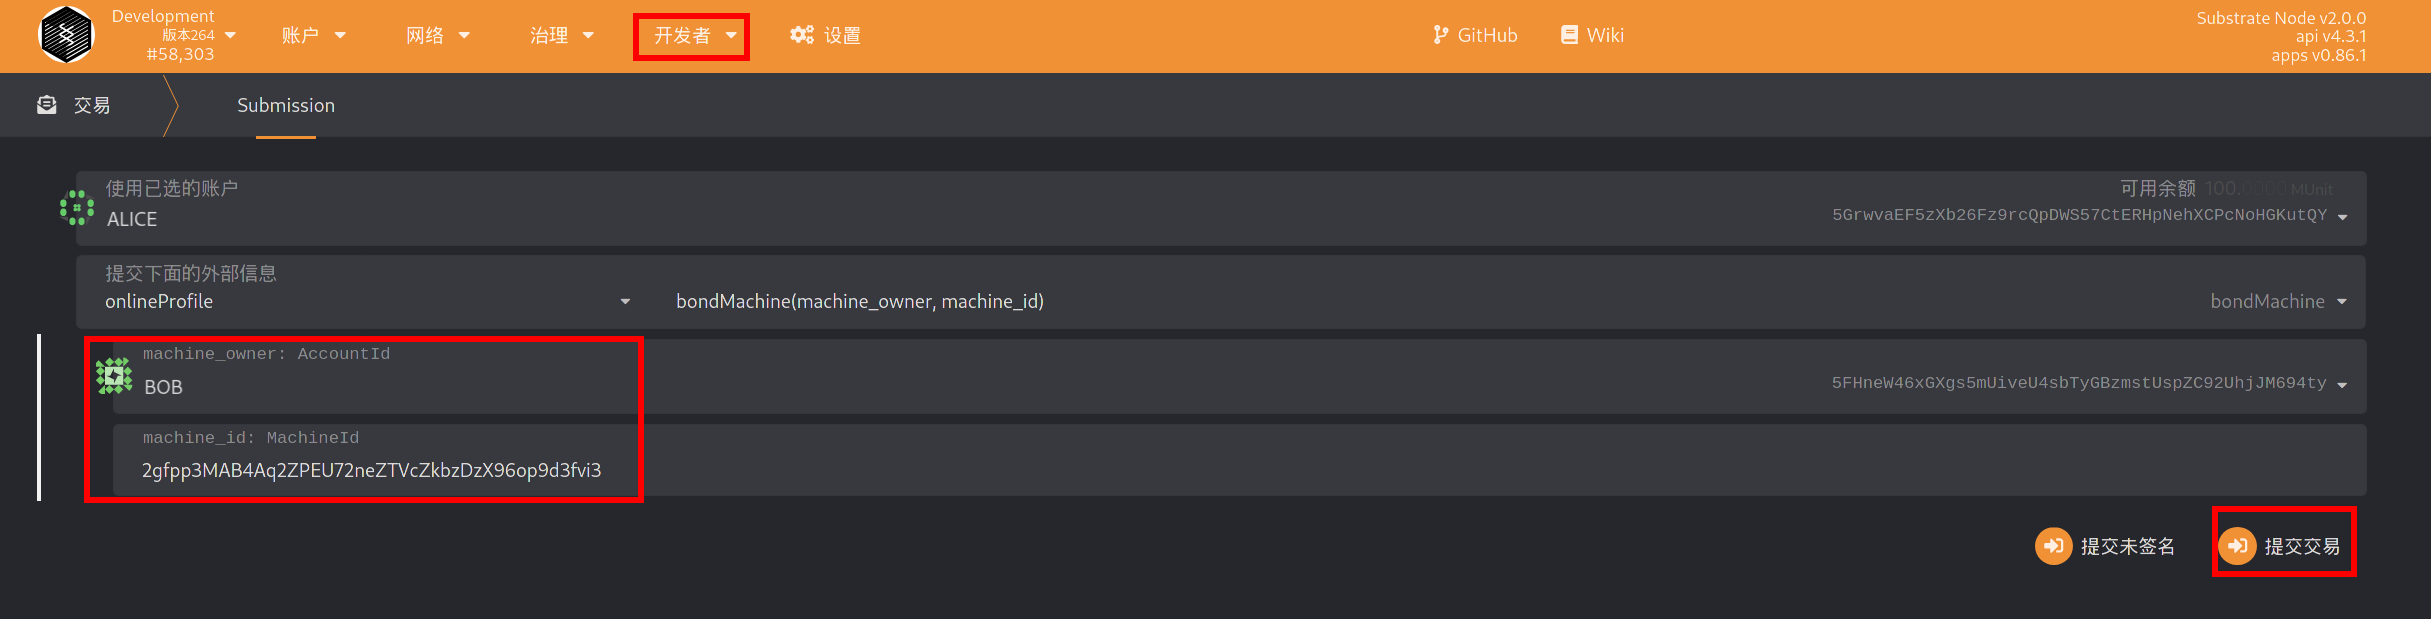 Development
版本264
#58,303
账户
网络
治理
开发者
设置
GitHub
Wiki
Substrate Node v2.0.0
api v4.3.1
apps v0.86.1
交易
Submission
使用已选的账户
ALICE
可用余额 100.0000 MUnit
5GrwvaEF5zXb26Fz9rcQpDWS57CtERHpNehXCPcNoHGKutQY
提交下面的外部信息
onlineProfile
bondMachine(machine_owner, machine_id)
bondMachine
machine_owner: AccountId
BOB
5FHneW46xGXgs5mUiveU4sbTyGBzmstUspZC92UhjJM694ty
machine_id: MachineId
2gfpp3MAB4Aq2ZPEU72neZTVcZkbzDzX96op9d3fvi3
提交未签名
提交交易